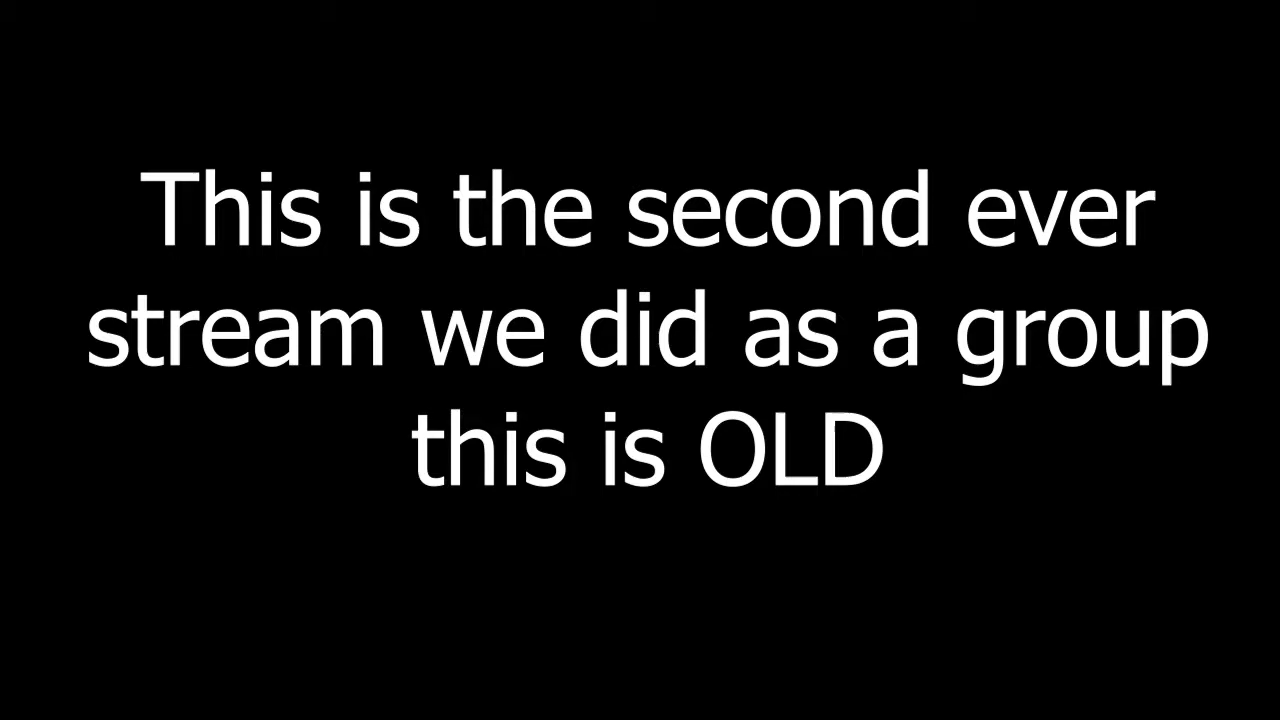 This is the second ever
stream we did as a group
this is OLD